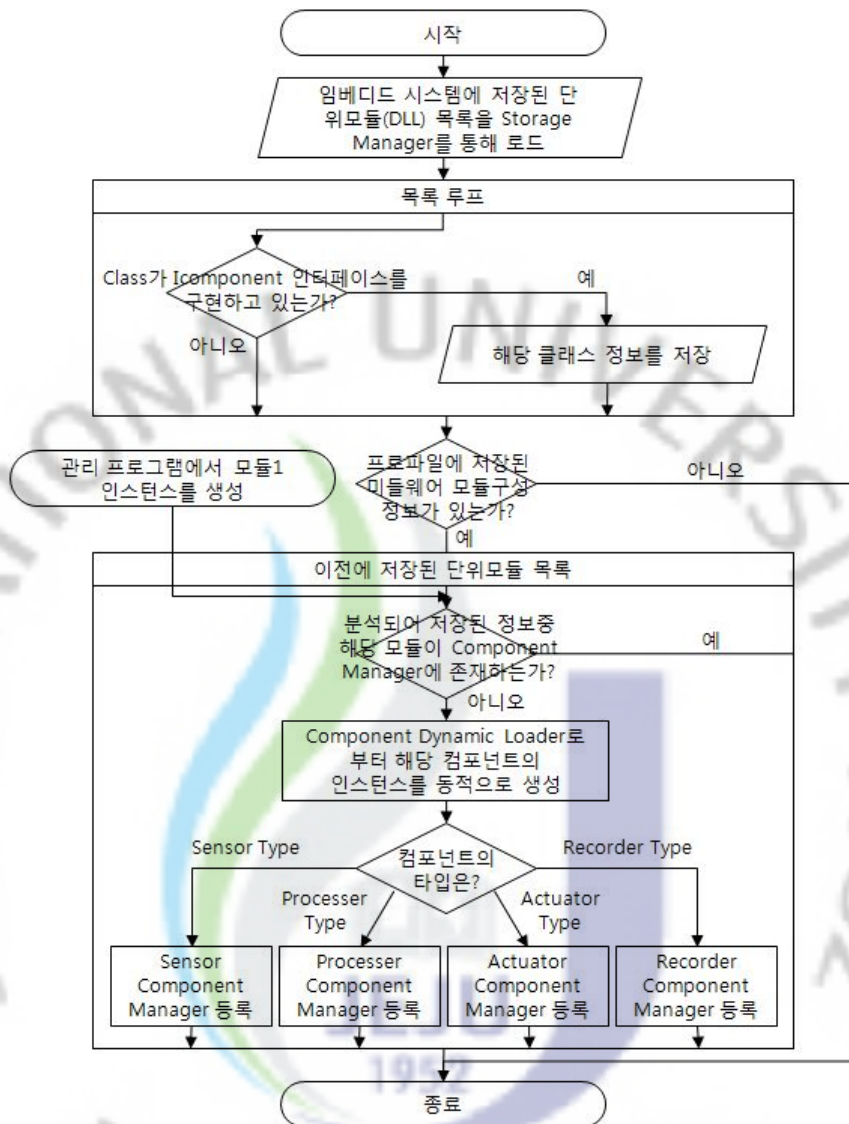 시작
임베디드 시스템에 저장된 단
위모듈(DLL) 목록을 Storage
Manager를 통해 로드
목록 루프
Class가 Icomponent 인터페이스를
구현하고 있는가?
예
아니오
해당 클래스 정보를 저장
관리 프로그램에서 모듈1
인스턴스를 생성
프로파일에 저장된
미들웨어 모듈구성
정보가 있는가?
아니오
예
이전에 저장된 단위모듈 목록
분석되어 저장된 정보중
해당 모듈이 Component
Manager에 존재하는가?
예
아니오
Component Dynamic Loader로
부터 해당 컴포넌트의
인스턴스를 동적으로 생성
Sensor Type
컴포넌트의
타입은?
Recorder Type
Processer
Type
Actuator
Type
Sensor
Component
Manager 등록
Processer
Component
Manager 등록
Actuator
Component
Manager 등록
Recorder
Component
Manager 등록
JEJU
1952
종료
NATIONAL UNIVERSITY